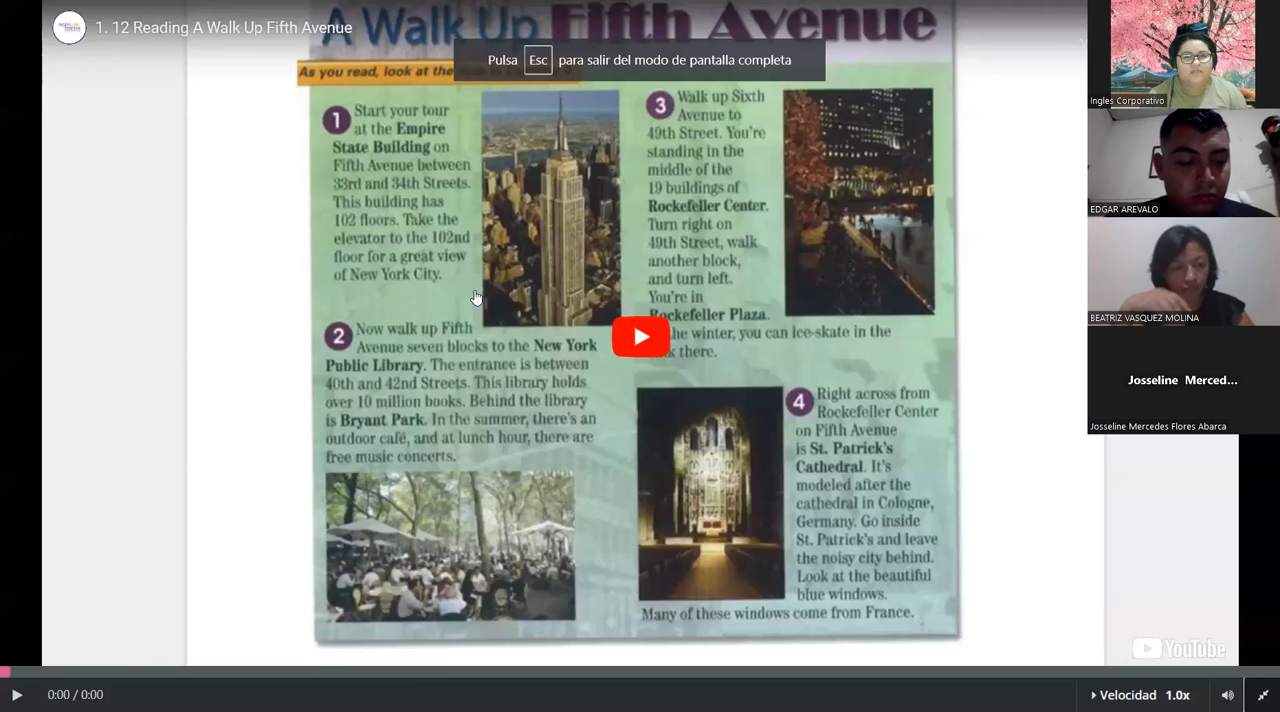 1. 12 Reading A Walk Up Fifth Avenue
A Walk Up Fifth Avenue
Pulsa Esc para salir del modo de pantalla completa
As you read, look at the
1
Start your tour
at the Empire
State Building on
Fifth Avenue between
33rd and 34th Streets.
This building has
102 floors. Take the
elevator to the 102nd
floor for a great view
of New York City.
2
Now walk up Fifth
Avenue seven blocks to the New York
Public Library. The entrance is between
40th and 42nd Streets. This library holds
over 10 million books. Behind the library
is Bryant Park. In the summer, there's an
outdoor café, and at lunch hour, there are
free music concerts.
3
Walk up Sixth
Avenue to
49th Street. You're
standing in the
middle of the
19 buildings of
Rockefeller Center.
Turn right on
49th Street, walk
another block,
and turn left.
You're in
Rockefeller Plaza.
the winter, you can ice-skate in the
there.
4
Right across from
Rockefeller Center
on Fifth Avenue
is St. Patrick's
Cathedral. It's
modeled after the
cathedral in Cologne,
Germany. Go inside
St. Patrick's and leave
the noisy city behind.
Look at the beautiful
blue windows.
Many of these windows come from France.
Ingles Corporativo
EDGAR AREVALO
BEATRIZ VASQUEZ MOLINA
Josseline Merced...
Josseline Mercedes Flores Abarca
YouTube
0:00 / 0:00
Velocidad 1.0x